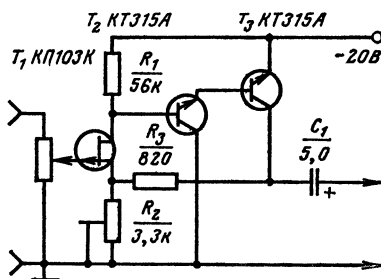 T₂ КТ315А
T₃ КТ315А
T₁ КП103К
R₁
56к
-20В
R₃
820
C₁
5,0
+
R₂
3,3к